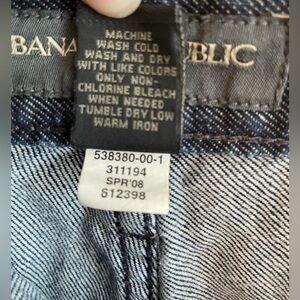 BANA
UBLIC
MACHINE
WASH COLD
WASH AND DRY
WITH LIKE COLORS
ONLY NON-
CHLORINE BLEACH
WHEN NEEDED
TUMBLE DRY LOW
WARM IRON
538380-00-1
311194
SPR'08
S12398